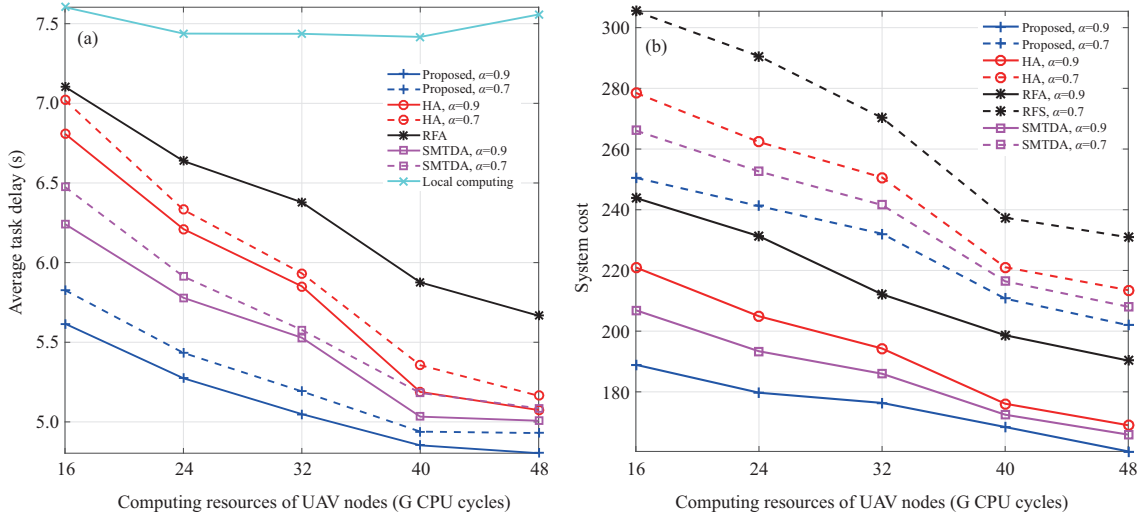 (a)
7.5
7.0
6.5
6.0
5.5
5.0
16
24
32
40
48
Average task delay (s)
Computing resources of UAV nodes (G CPU cycles)
Proposed, α=0.9
Proposed, α=0.7
HA, α=0.9
HA, α=0.7
RFA
SMTDA, α=0.9
SMTDA, α=0.7
Local computing
(b)
300
280
260
240
220
200
180
16
24
32
40
48
System cost
Computing resources of UAV nodes (G CPU cycles)
Proposed, α=0.9
Proposed, α=0.7
HA, α=0.9
HA, α=0.7
RFA, α=0.9
RFS, α=0.7
SMTDA, α=0.9
SMTDA, α=0.7